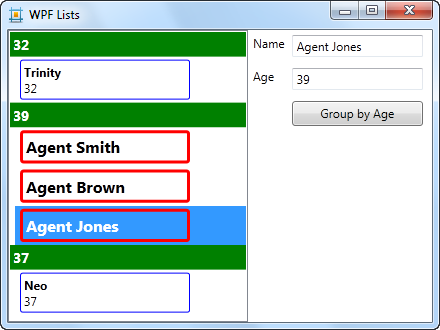 WPF Lists
32
Trinity
32
39
Agent Smith
Agent Brown
Agent Jones
37
Neo
37
Name Agent Jones
Age 39
Group by Age